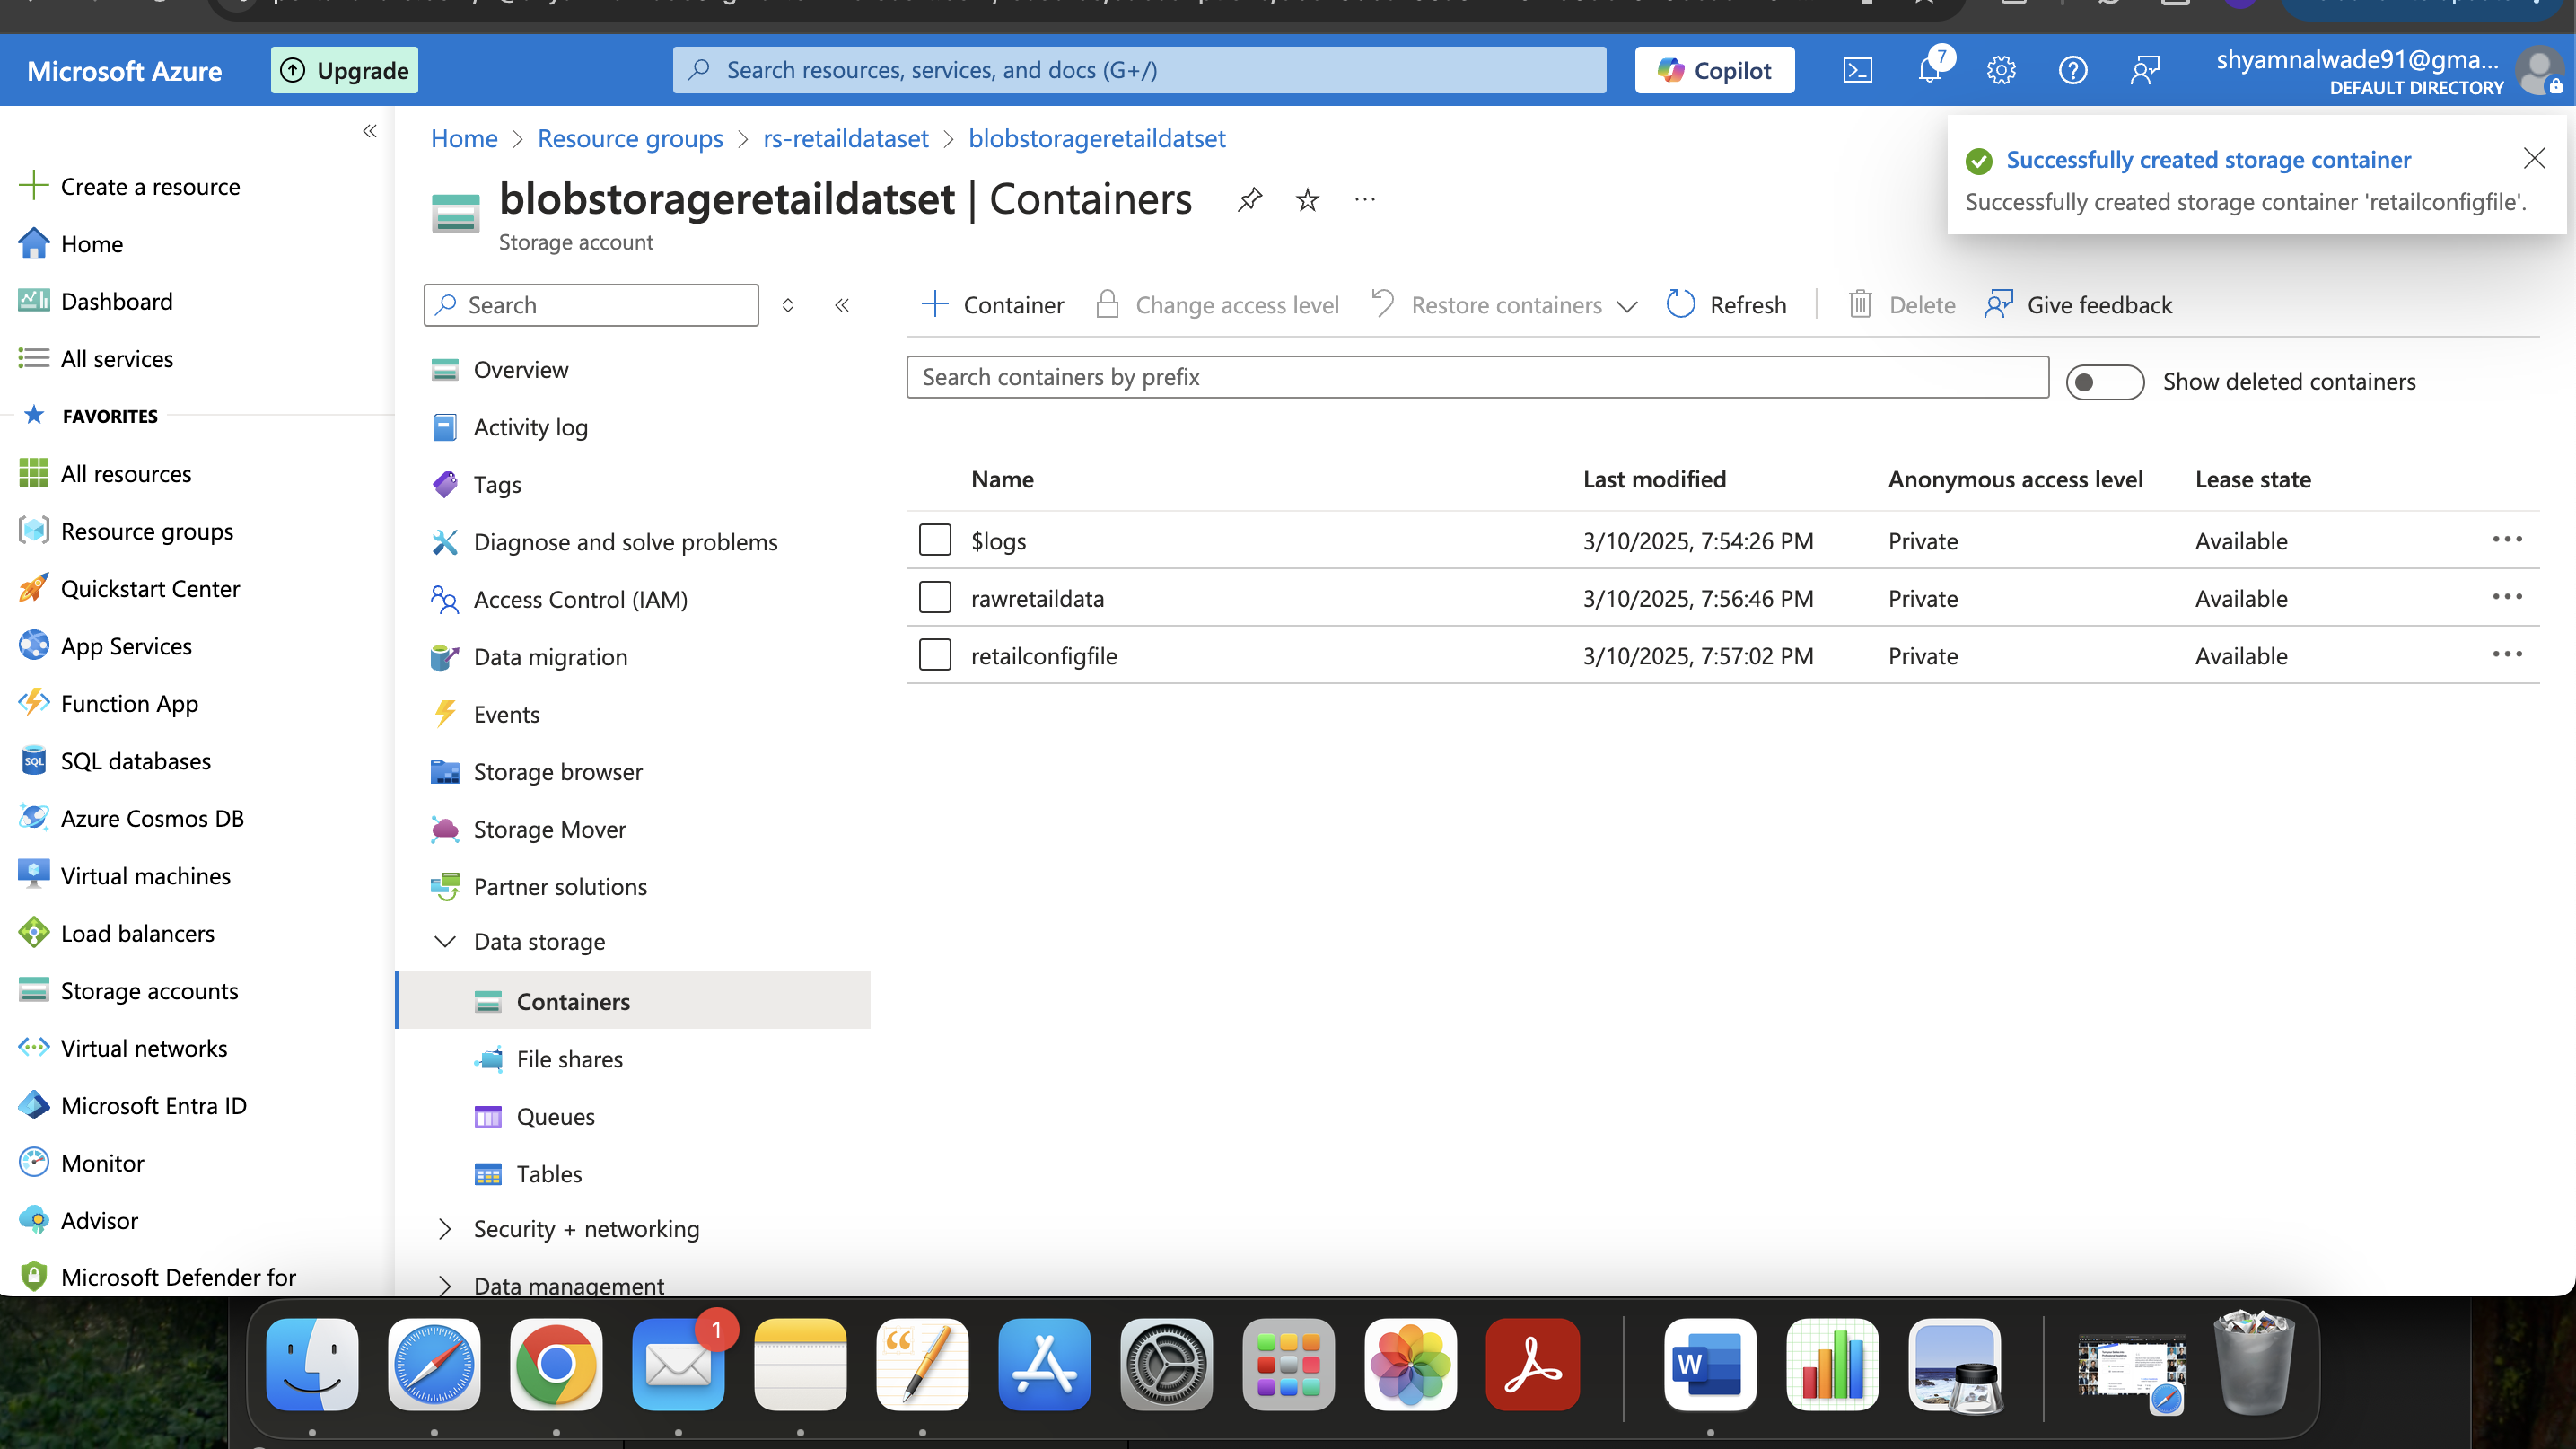 Microsoft Azure
Upgrade
Search resources, services, and docs (G+/)
Copilot
7
shyamnalwade91@gma...
DEFAULT DIRECTORY
Home > Resource groups > rs-retaildataset > blobstorageretaildatset
Successfully created storage container
Successfully created storage container 'retailconfigfile'.
blobstorageretaildatset | Containers
Storage account
Create a resource
Home
Dashboard
All services
FAVORITES
All resources
Resource groups
Quickstart Center
App Services
Function App
SQL
SQL databases
Azure Cosmos DB
Virtual machines
Load balancers
Storage accounts
Virtual networks
Microsoft Entra ID
Monitor
Advisor
Microsoft Defender for
Search
Overview
Activity log
Tags
Diagnose and solve problems
Access Control (IAM)
Data migration
Events
Storage browser
Storage Mover
Partner solutions
Data storage
Containers
File shares
Queues
Tables
Security + networking
Data management
Container
Change access level
Restore containers
Refresh
Delete
Give feedback
Search containers by prefix
Show deleted containers
Name Last modified Anonymous access level Lease state
$logs 3/10/2025, 7:54:26 PM Private Available
rawretaildata 3/10/2025, 7:56:46 PM Private Available
retailconfigfile 3/10/2025, 7:57:02 PM Private Available
1
W